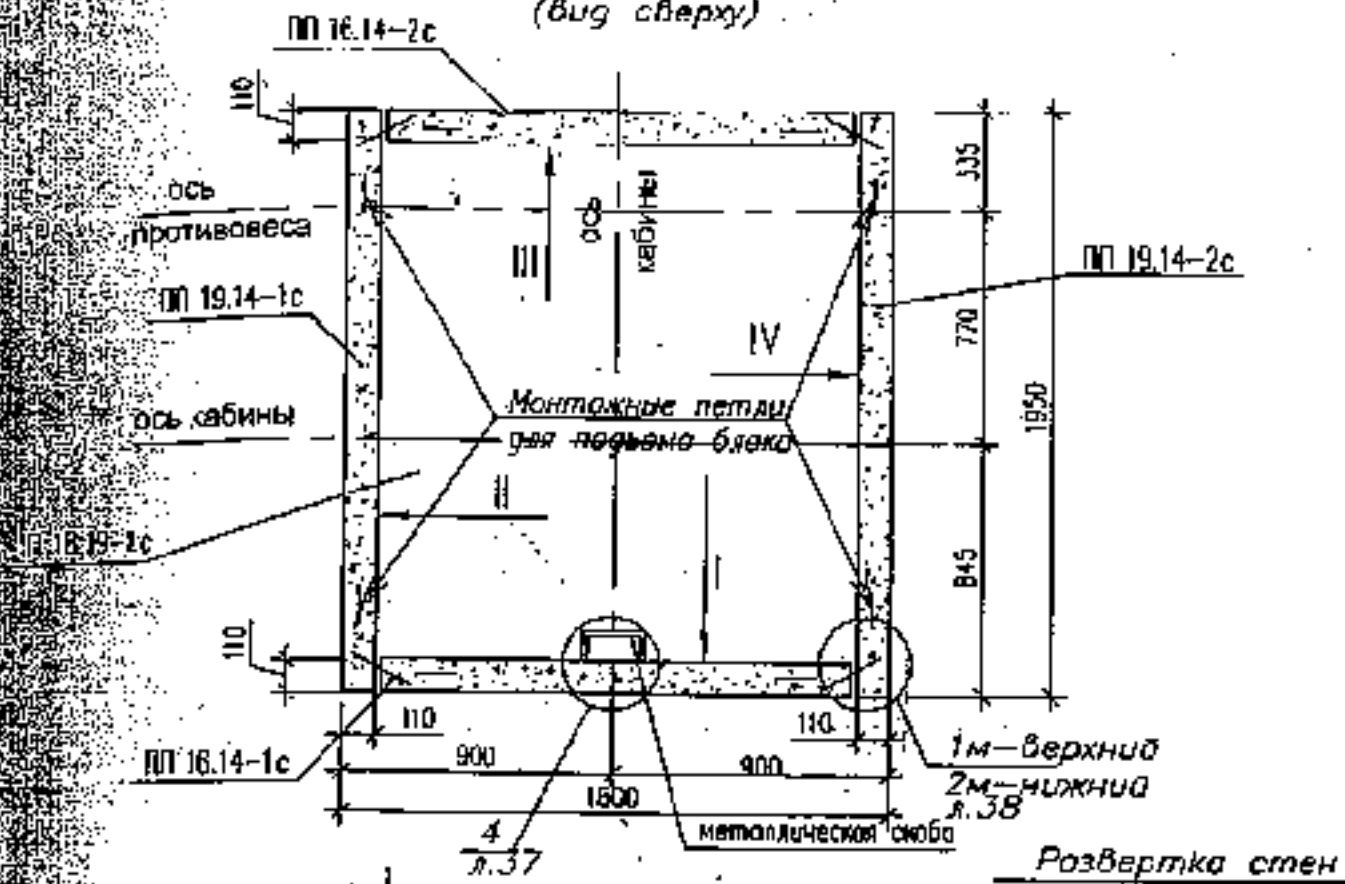 (вид сверху)
ПП 16.14-2с
110
ось
противовеса
ось
кабины
335
III
ПП 19.14-2с
ПП 19.14-1с
770
IV
1950
Монтажные петли
для подъема блока
ось кабины
II
I
845
110
110
110
ПП 16.14-1с
900
900
1м-верхний
2м-нижний
л.38
1800
4
л.37
металлическая скоба
Развертка стен